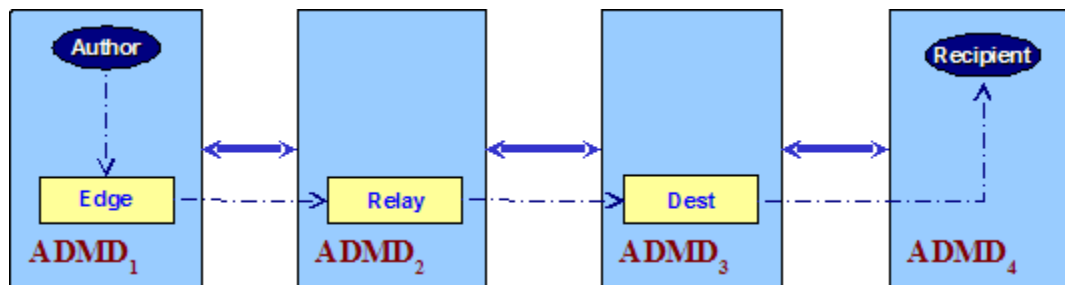 Author
Recipient
Edge
Relay
Dest
ADMD1
ADMD2
ADMD3
ADMD4